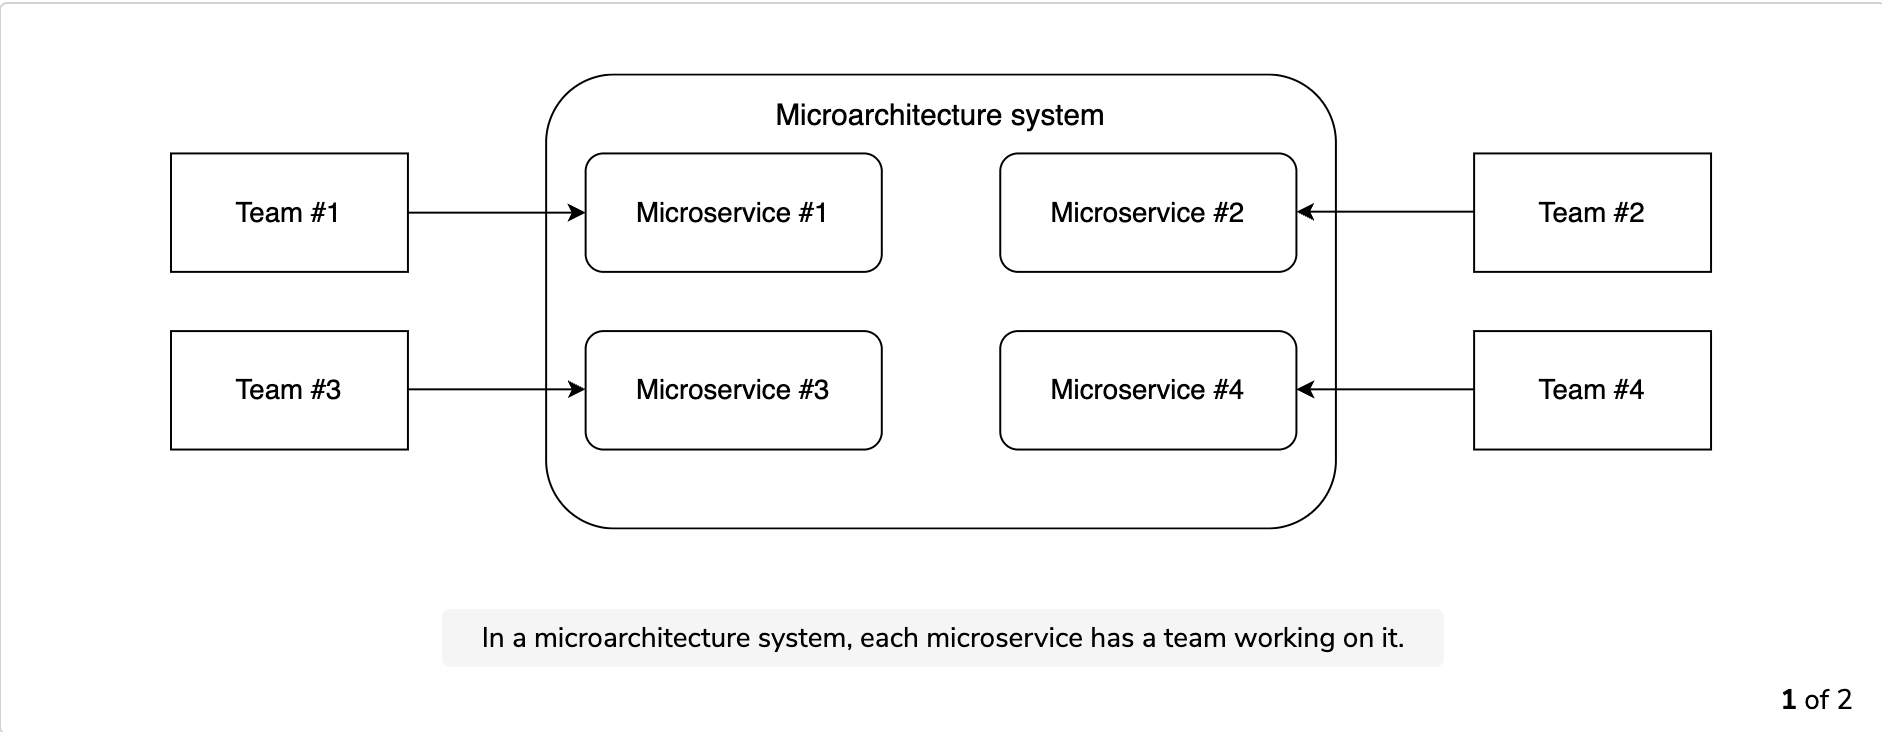 Microarchitecture system
Team #1
Microservice #1
Microservice #2
Team #2
Team #3
Microservice #3
Microservice #4
Team #4
In a microarchitecture system, each microservice has a team working on it.
1 of 2